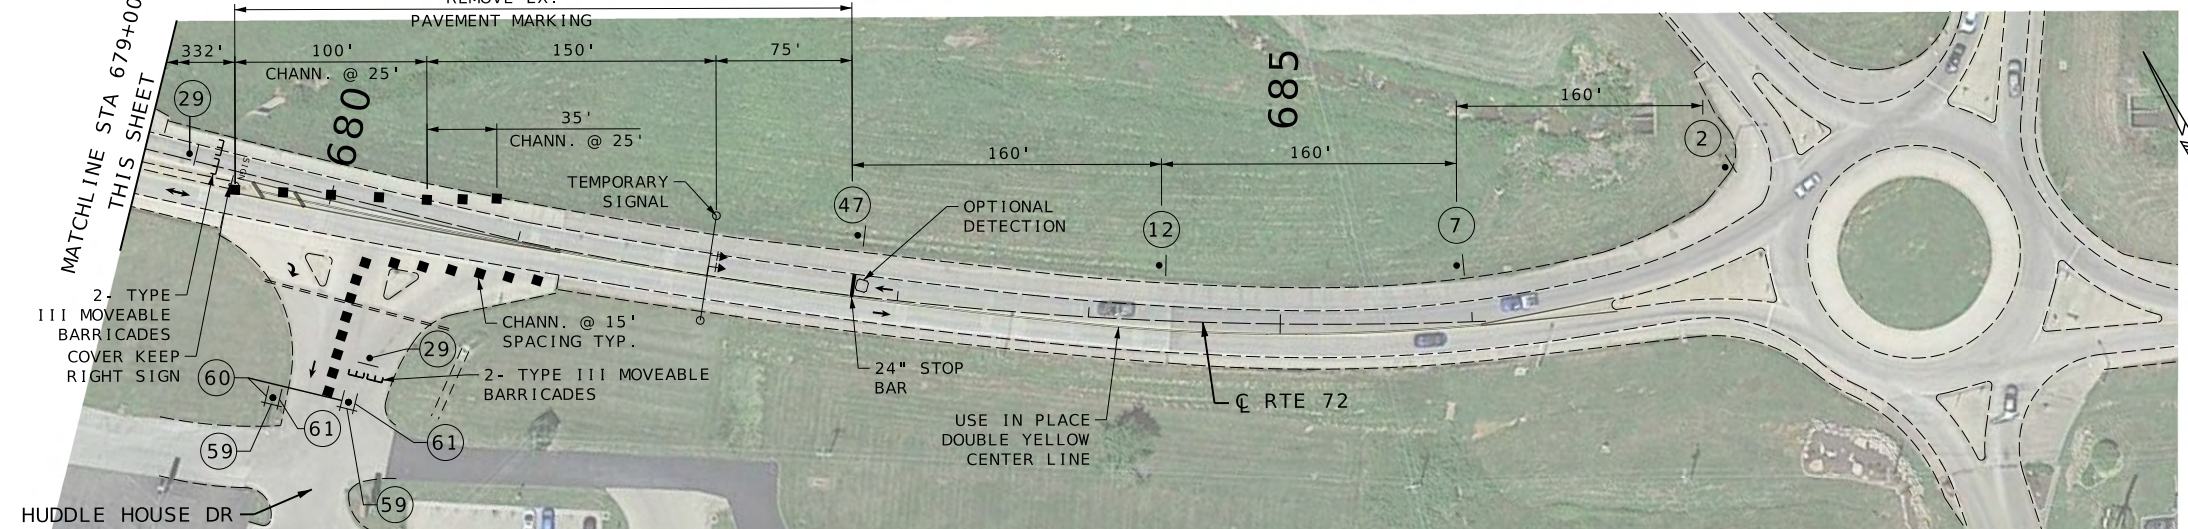 REMOVE EX.
PAVEMENT MARKING
MATCHLINE STA 679+00
THIS SHEET
332'
100'
CHANN. @ 25'
150'
75'
35'
CHANN. @ 25'
29
680
SIGN
TEMPORARY
SIGNAL
47
OPTIONAL
DETECTION
160'
12
160'
7
685
160'
2
2- TYPE
III MOVEABLE
BARRICADES
COVER KEEP
RIGHT SIGN
CHANN. @ 15'
SPACING TYP.
29
2- TYPE III MOVEABLE
BARRICADES
60
61
59
61
59
24" STOP
BAR
USE IN PLACE
DOUBLE YELLOW
CENTER LINE
℄ RTE 72
HUDDLE HOUSE DR